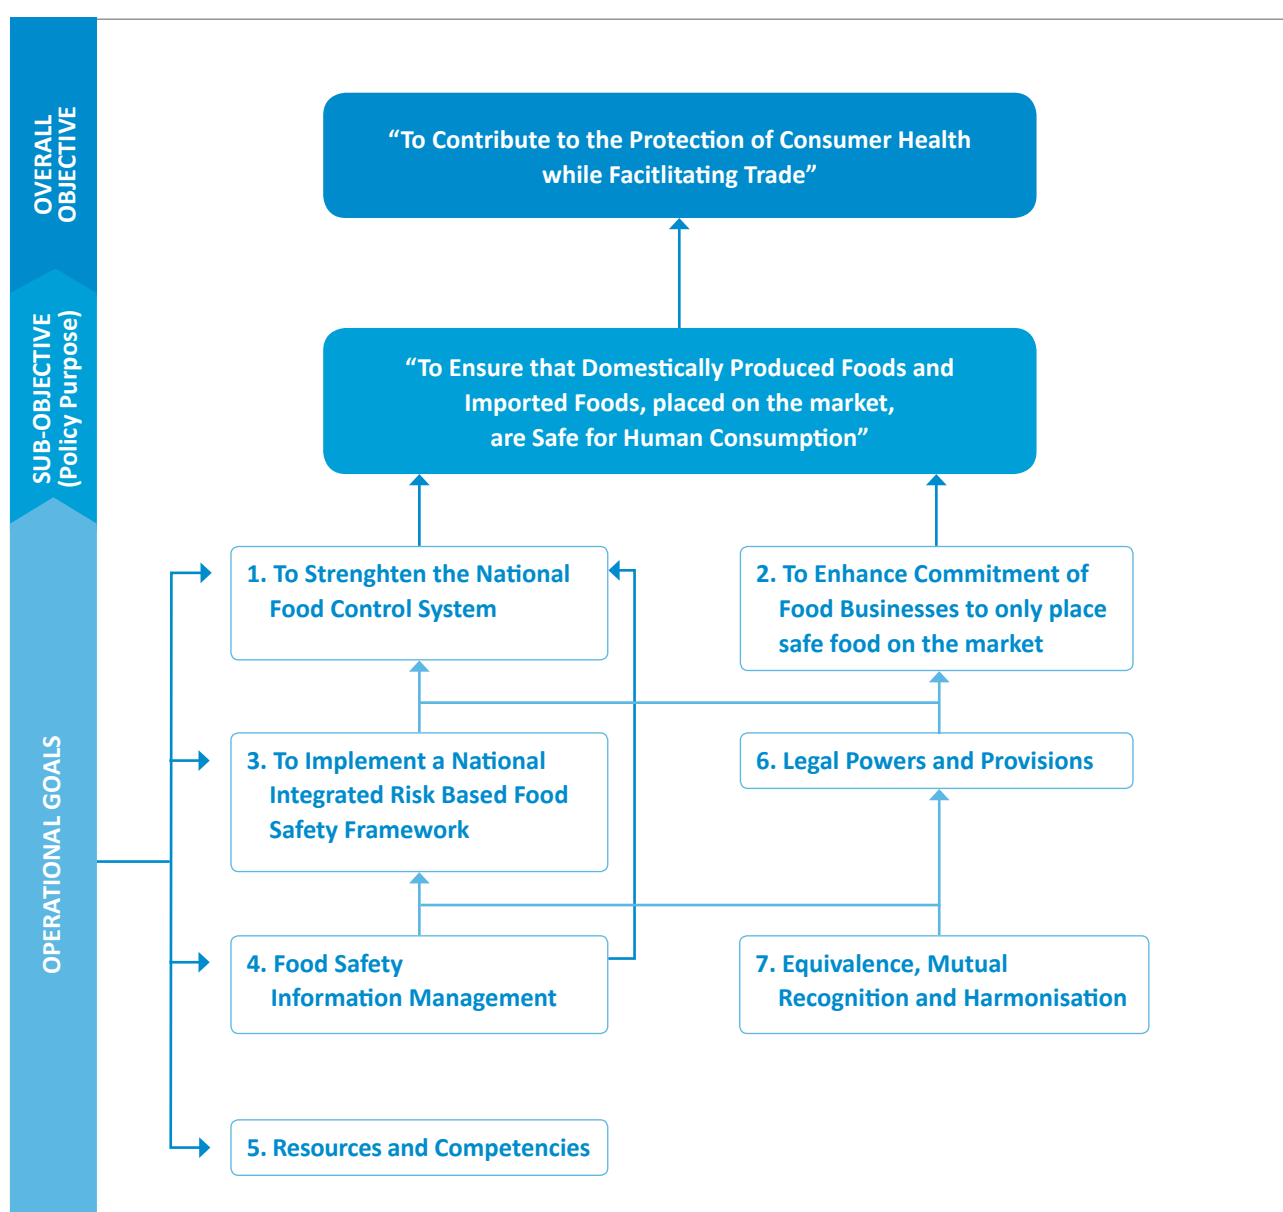 OVERALL
OBJECTIVE
“To Contribute to the Protection of Consumer Health
while Facitlitating Trade”
SUB-OBJECTIVE
(Policy Purpose)
“To Ensure that Domestically Produced Foods and
Imported Foods, placed on the market,
are Safe for Human Consumption”
OPERATIONAL GOALS
1. To Strenghten the National
Food Control System
2. To Enhance Commitment of
Food Businesses to only place
safe food on the market
3. To Implement a National
Integrated Risk Based Food
Safety Framework
6. Legal Powers and Provisions
4. Food Safety
Information Management
7. Equivalence, Mutual
Recognition and Harmonisation
5. Resources and Competencies